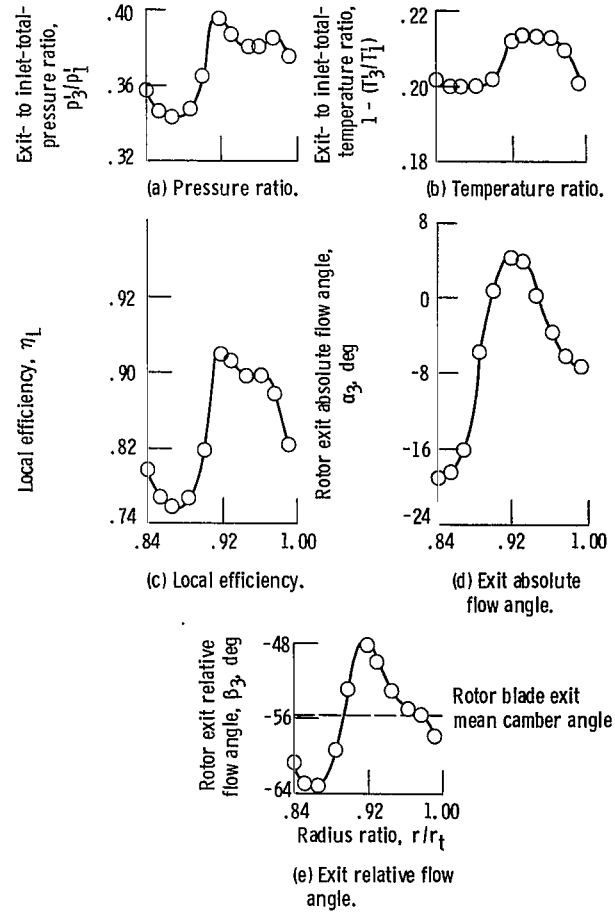 Exit- to inlet-total-
pressure ratio,
p'3/p'1
.40
.36
.32
(a) Pressure ratio.
Exit- to inlet-total-
temperature ratio,
1 - (T'3/T'1)
.22
.20
.18
(b) Temperature ratio.
Local efficiency, ηL
.92
.90
.82
.74
.84
.92
1.00
(c) Local efficiency.
Rotor exit absolute flow angle,
α3, deg
8
0
-8
-16
-24
.84
.92
1.00
(d) Exit absolute
flow angle.
Rotor exit relative
flow angle, β3, deg
-48
-56
-64
.84
.92
1.00
Rotor blade exit
mean camber angle
Radius ratio, r/rt
(e) Exit relative flow
angle.